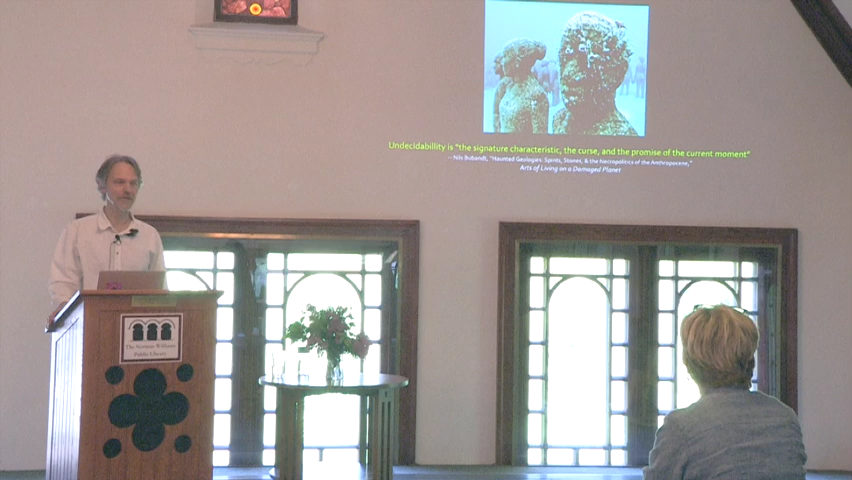 Undecidabillity is "the signature characteristic, the curse, and the promise of the current moment"
-- Nils Bubandt, "Haunted Geologies: Spirits, Stones, & the Necropolitics of the Anthropocene,"
Arts of Living on a Damaged Planet
The Norman Williams
Public Library